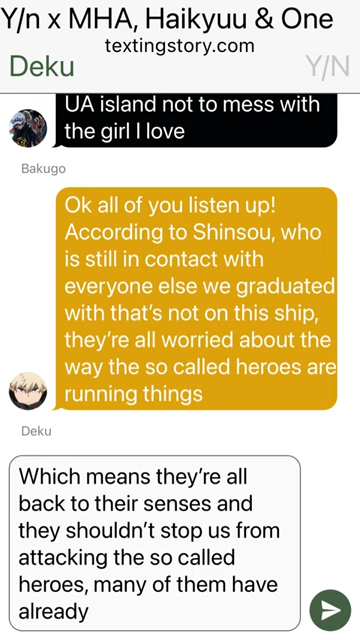 Y/n x MHA, Haikyuu & One
textingstory.com
Deku
Y/N
UA island not to mess with
the girl I love
Bakugo
Ok all of you listen up!
According to Shinsou, who
is still in contact with
everyone else we graduated
with that's not on this ship,
they're all worried about the
way the so called heroes are
running things
Deku
Which means they're all
back to their senses and
they shouldn't stop us from
attacking the so called
heroes, many of them have
already